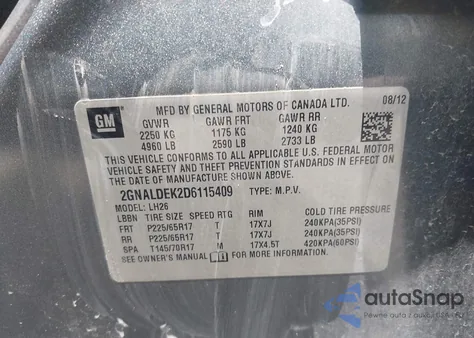 MFD BY GENERAL MOTORS OF CANADA LTD. 08/12
GM
GVWR GAWR FRT GAWR RR
2250 KG 1175 KG 1240 KG
4960 LB 2590 LB 2733 LB
THIS VEHICLE CONFORMS TO ALL APPLICABLE U.S. FEDERAL MOTOR
VEHICLE SAFETY AND THEFT PREVENTION STANDARDS IN EFFECT ON
THE DATE OF MANUFACTURE SHOWN ABOVE.
2GNALDEK2D6115409 TYPE: M.P.V.
MODEL: LH26
LBBN TIRE SIZE SPEED RTG RIM COLD TIRE PRESSURE
FRT P225/65R17 T 17X7J 240KPA(35PSI)
RR P225/65R17 T 17X7J 240KPA(35PSI)
SPA T145/70R17 M 17X4.5T 420KPA(60PSI)
SEE OWNER'S MANUAL FOR MORE INFORMATION.
autaSnap
Pewne auta z USA